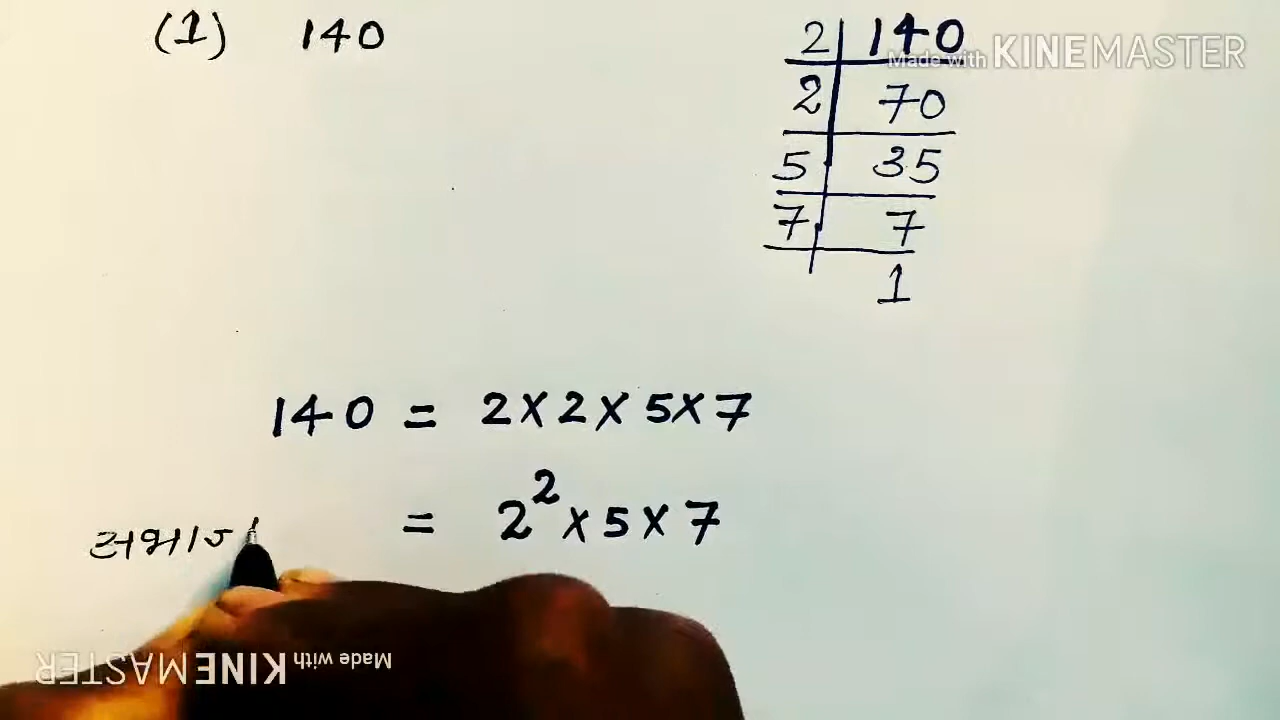 (1) 140
2 | 140
2 | 70
5 | 35
7 | 7
1
140 = 2×2×5×7
= 2²×5×7
Made with KINEMASTER
Made with KINEMASTER